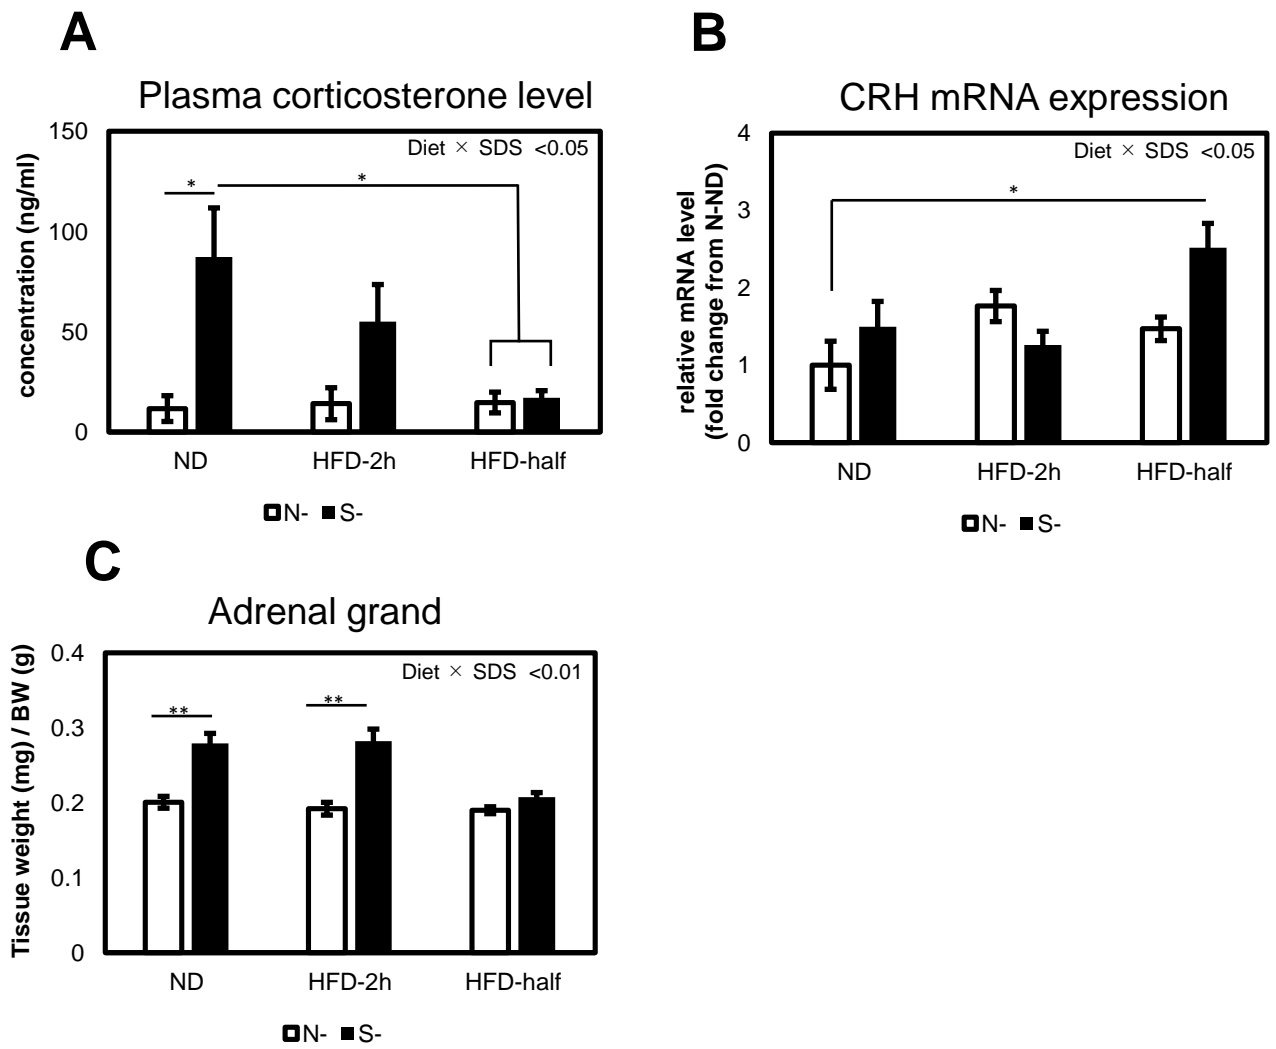 A
Plasma corticosterone level
concentration (ng/ml)
150
100
50
0
Diet × SDS <0.05
*
*
ND HFD-2h HFD-half
N- S-
B
CRH mRNA expression
relative mRNA level
(fold change from N-ND)
4
3
2
1
0
Diet × SDS <0.05
*
ND HFD-2h HFD-half
N- S-
C
Adrenal grand
Tissue weight (mg) / BW (g)
0.4
0.3
0.2
0.1
0
Diet × SDS <0.01
**
**
ND HFD-2h HFD-half
N- S-